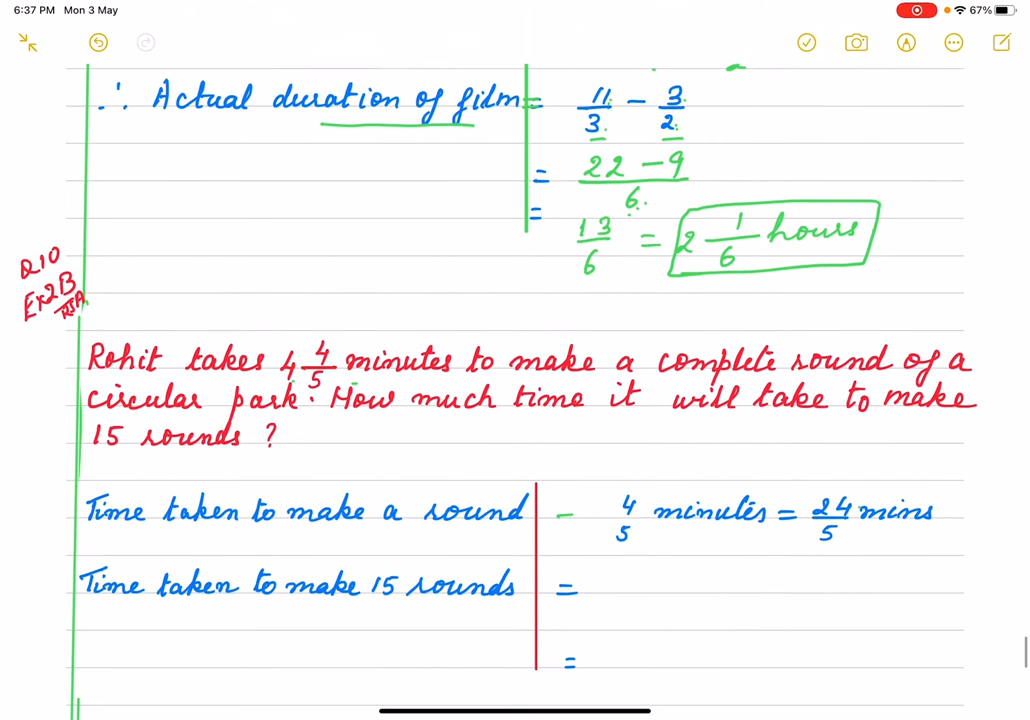 6:37 PM Mon 3 May 67%
∴ Actual duration of film = 11/3 - 3/2
= 22 - 9 / 6
= 13/6 = 2 1/6 hours
Q10
Ex2B
RSA
Rohit takes 4 4/5 minutes to make a complete round of a
circular park. How much time it will take to make
15 rounds ?
Time taken to make a round - 4/5 minutes = 24/5 mins
Time taken to make 15 rounds =
=